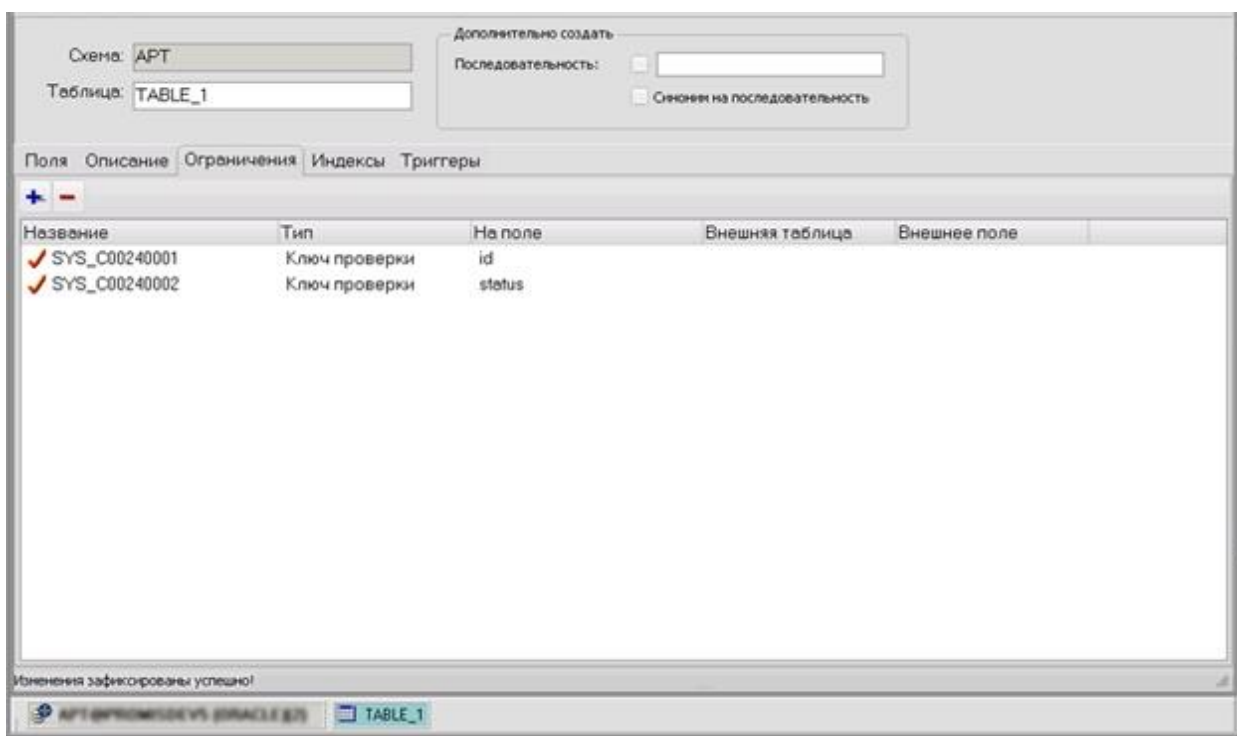 Дополнительно создать
Схема: APT
Последовательность:
Таблица: TABLE_1
Синоним на последовательность
Поля Описание Ограничения Индексы Триггеры
Название Тип На поле Внешняя таблица Внешнее поле
SYS_C00240001 Ключ проверки id
SYS_C00240002 Ключ проверки status
Изменения зафиксированы успешно!
TABLE_1